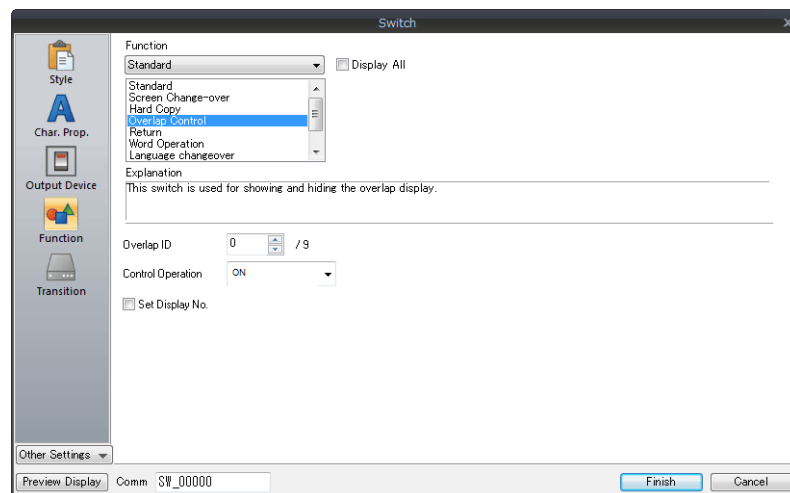 Switch
x
Style
A
Char. Prop.
Output Device
Function
Transition
Function
Standard
Display All
Standard
Screen Change-over
Hard Copy
Overlap Control
Return
Word Operation
Language changeover
Explanation
This switch is used for showing and hiding the overlap display.
Overlap ID 0 / 9
Control Operation ON
Set Display No.
Other Settings
Preview Display Comm SW_00000 Finish Cancel